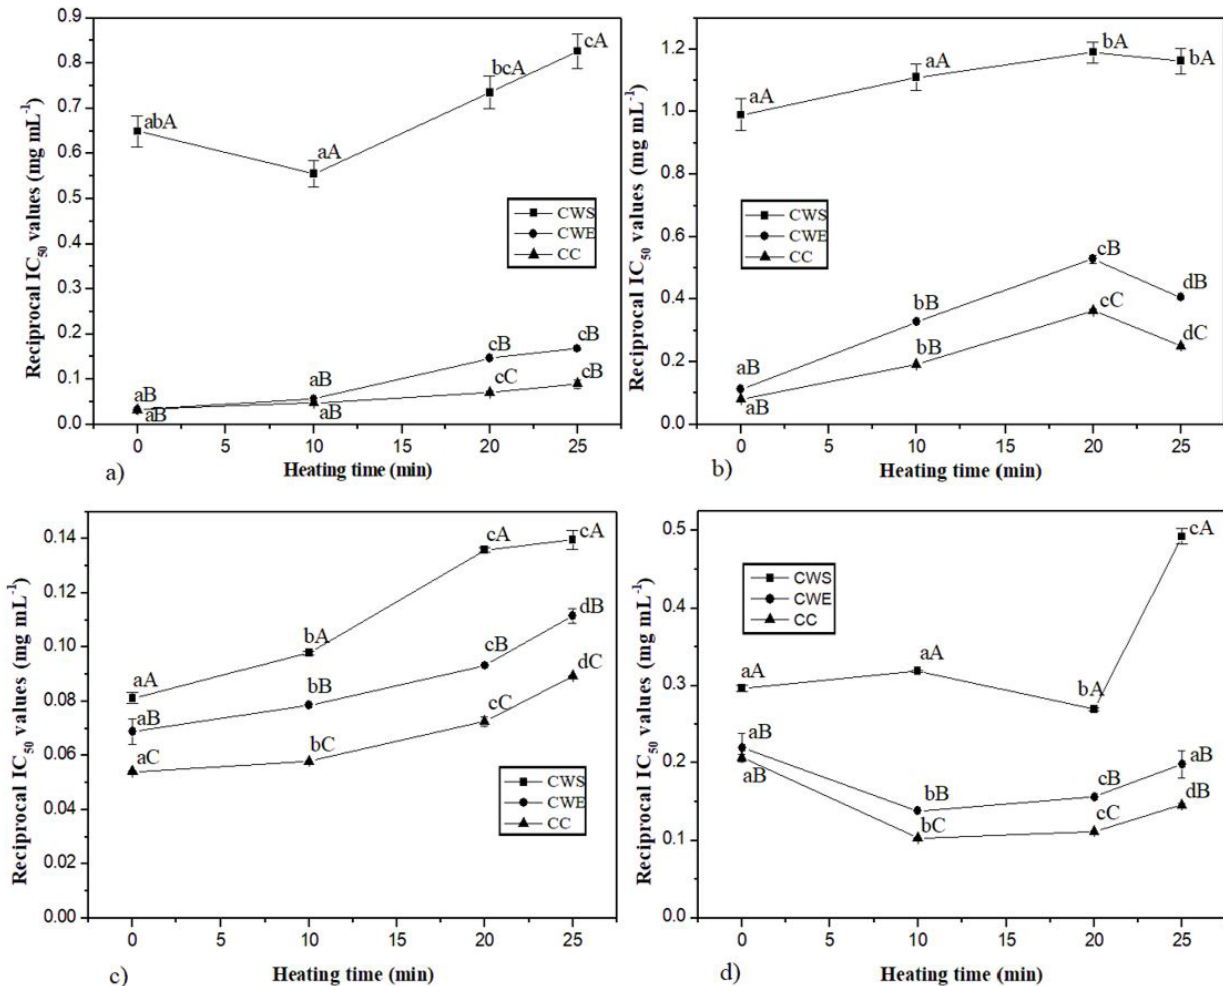 Reciprocal IC50 values (mg mL-1)
0.9
0.8
0.7
0.6
0.5
0.4
0.3
0.2
0.1
0.0
abA
aA
bcA
cA
CWS
CWE
CC
aB
aB
cB
cB
aB
aB
cC
cB
0
5
10
15
20
25
Heating time (min)
a)
Reciprocal IC50 values (mg mL-1)
1.2
1.0
0.8
0.6
0.4
0.2
0.0
aA
aA
bA
bA
CWS
CWE
CC
aB
bB
cB
dB
aB
bB
cC
dC
0
5
10
15
20
25
Heating time (min)
b)
Reciprocal IC50 values (mg mL-1)
0.14
0.12
0.10
0.08
0.06
0.04
0.02
0.00
aA
bA
cA
cA
aB
bB
cB
dB
aC
bC
cC
dC
CWS
CWE
CC
0
5
10
15
20
25
Heating time (min)
c)
Reciprocal IC50 values (mg mL-1)
0.5
0.4
0.3
0.2
0.1
0.0
CWS
CWE
CC
aA
aA
bA
cA
aB
bB
cB
aB
aB
bC
cC
dB
0
5
10
15
20
25
Heating time (min)
d)